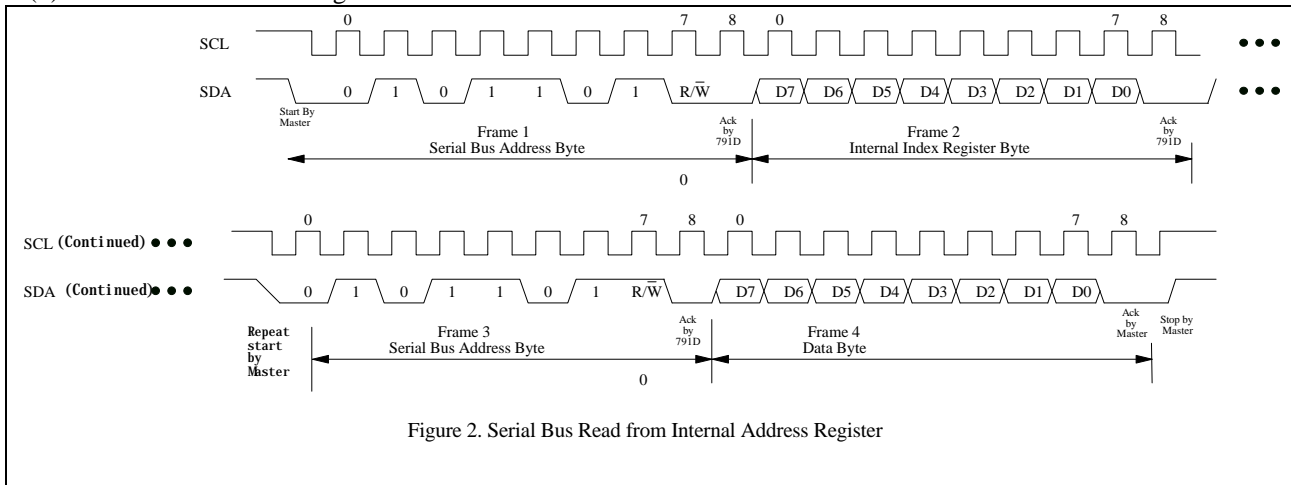 0 7 8 0 7 8
SCL
SDA 0 1 0 1 1 0 1 R/W D7 D6 D5 D4 D3 D2 D1 D0
Start By
Master
Ack
by
791D
Ack
by
791D
Frame 1
Serial Bus Address Byte
Frame 2
Internal Index Register Byte
0
0 7 8 0 7 8
SCL (Continued)
SDA (Continued) 0 1 0 1 1 0 1 R/W D7 D6 D5 D4 D3 D2 D1 D0
Repeat
start
by
Master
Frame 3
Serial Bus Address Byte
Ack
by
791D
Frame 4
Data Byte
Ack
by
Master
Stop by
Master
0
Figure 2. Serial Bus Read from Internal Address Register